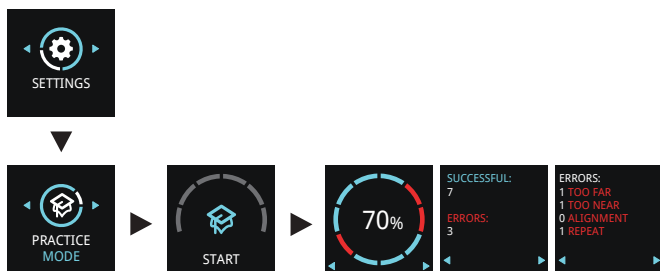 SETTINGS
PRACTICE
MODE
START
70%
SUCCESSFUL:
7
ERRORS:
3
ERRORS:
1 TOO FAR
1 TOO NEAR
0 ALIGNMENT
1 REPEAT